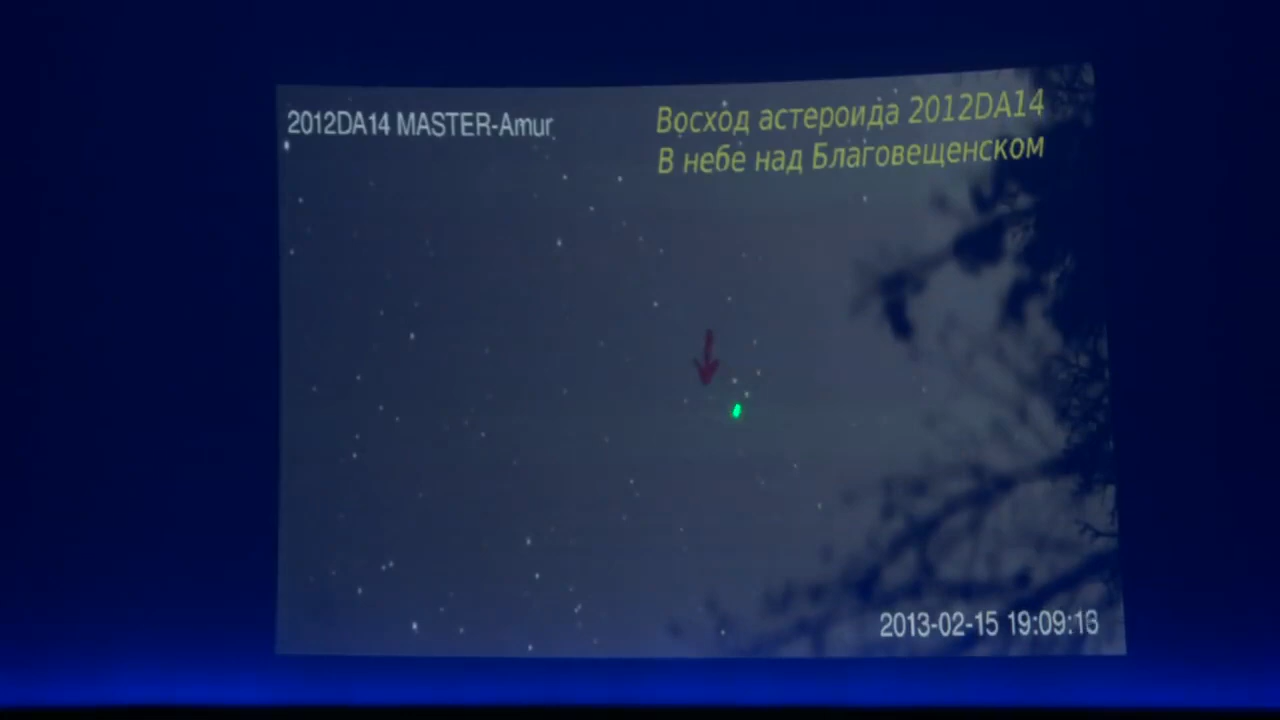 2012DA14 MASTER-Amur
Восход астероида 2012DA14
В небе над Благовещенском
2013-02-15 19:09:16